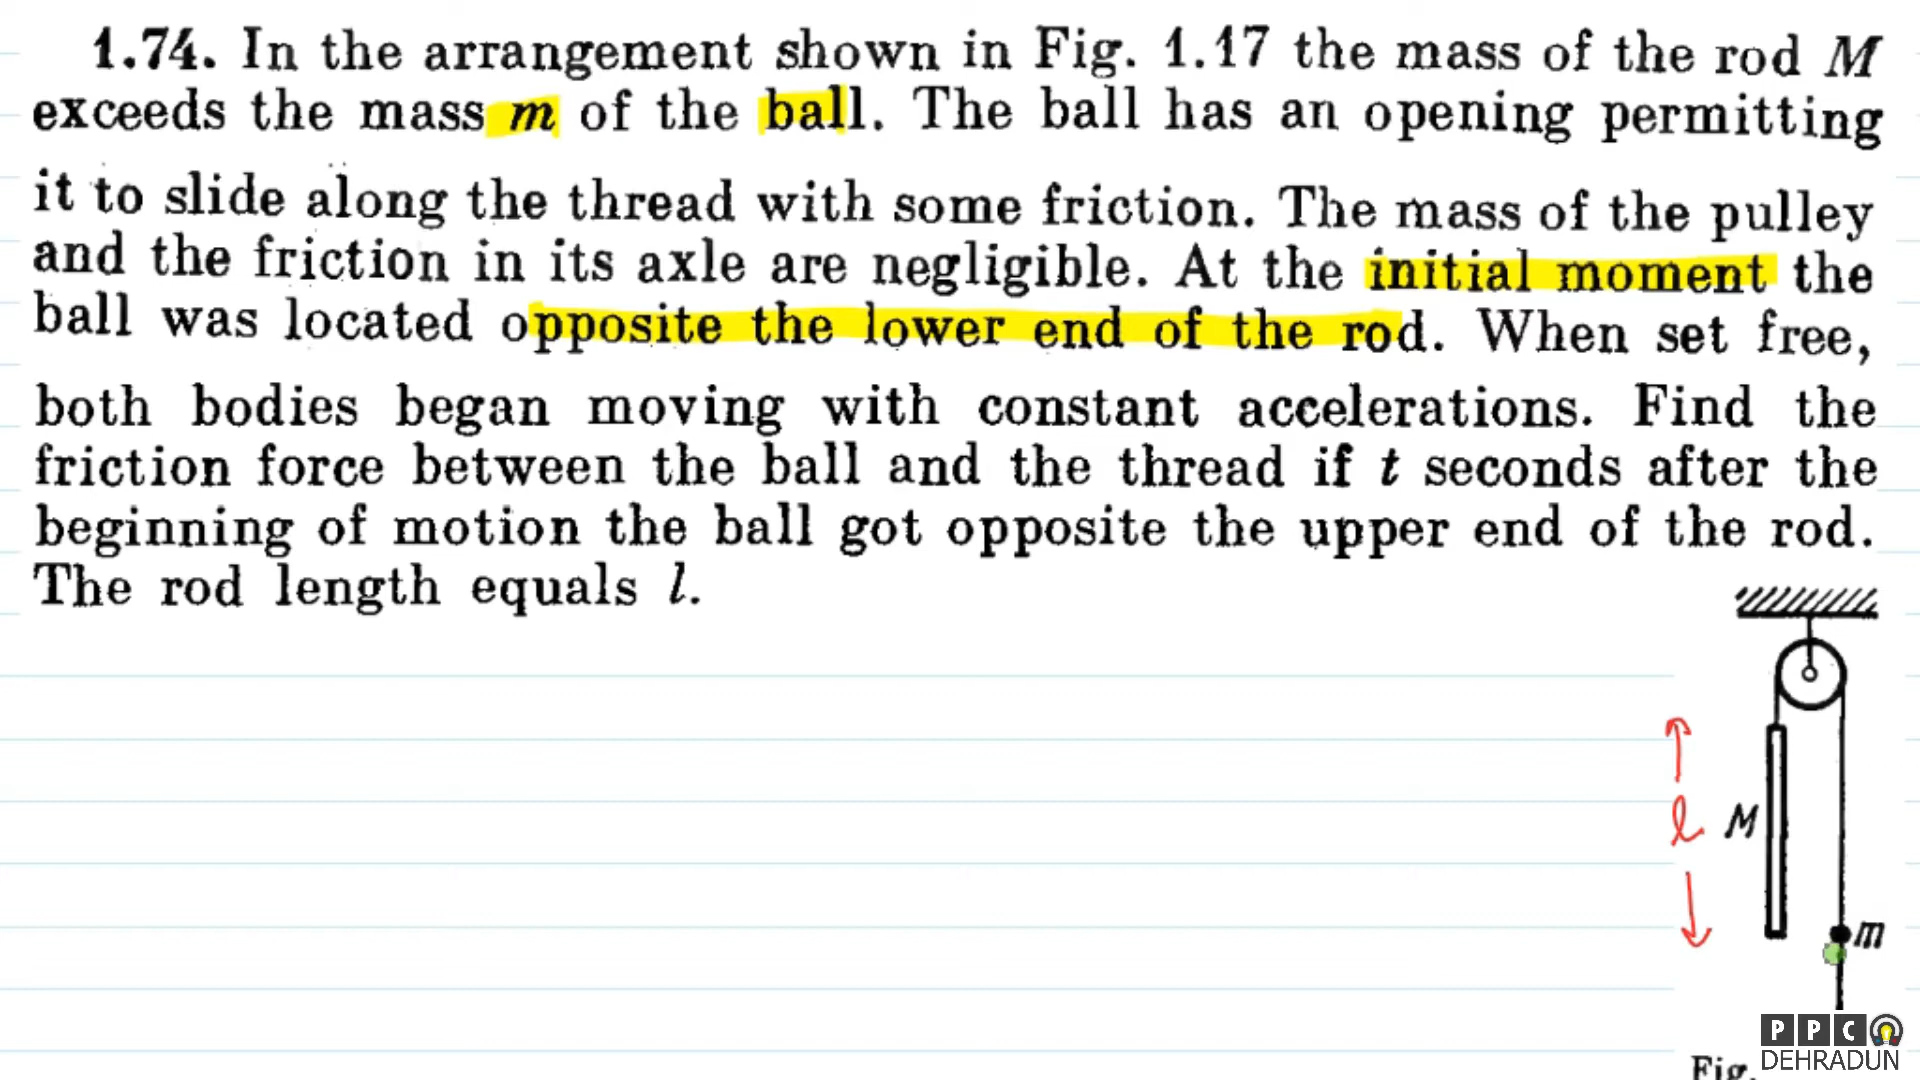 1.74. In the arrangement shown in Fig. 1.17 the mass of the rod M
exceeds the mass m of the ball. The ball has an opening permitting
it to slide along the thread with some friction. The mass of the pulley
and the friction in its axle are negligible. At the initial moment the
ball was located opposite the lower end of the rod. When set free,
both bodies began moving with constant accelerations. Find the
friction force between the ball and the thread if t seconds after the
beginning of motion the ball got opposite the upper end of the rod.
The rod length equals l.
l
M
m
PPC
DEHRADUN
Fig.